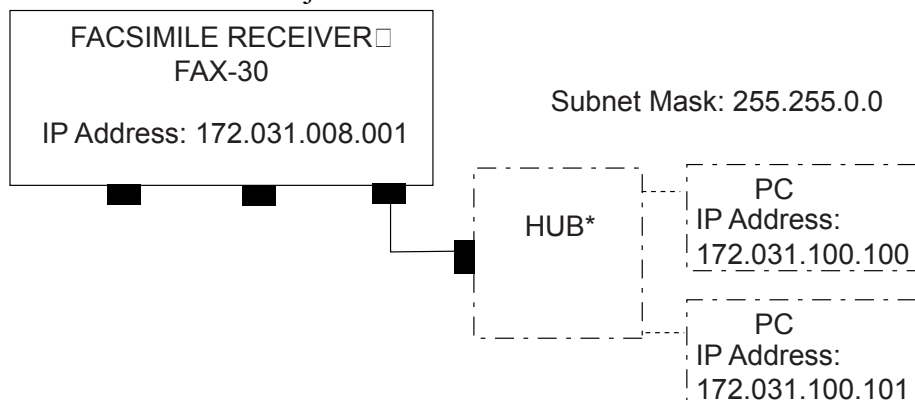 FACSIMILE RECEIVER
FAX-30
IP Address: 172.031.008.001
Subnet Mask: 255.255.0.0
HUB*
PC
IP Address:
172.031.100.100
PC
IP Address:
172.031.100.101